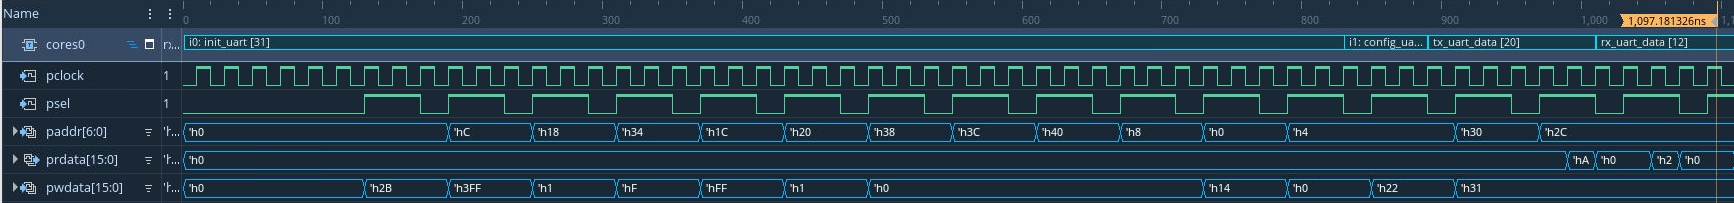 Name
0 100 200 300 400 500 600 700 800 900 1,000 1,1
1,097.181326ns
cores0 rx... i0: init_uart [31] i1: config_ua... tx_uart_data [20] rx_uart_data [12]
pclock 1
psel 1
paddr[6:0] 'h... 'h0 'hC 'h18 'h34 'h1C 'h20 'h38 'h3C 'h40 'h8 'h0 'h4 'h30 'h2C
prdata[15:0] 'h... 'h0 'hA 'h0 'h2 'h0
pwdata[15:0] 'h... 'h0 'h2B 'h3FF 'h1 'hF 'hFF 'h1 'h0 'h14 'h0 'h22 'h31